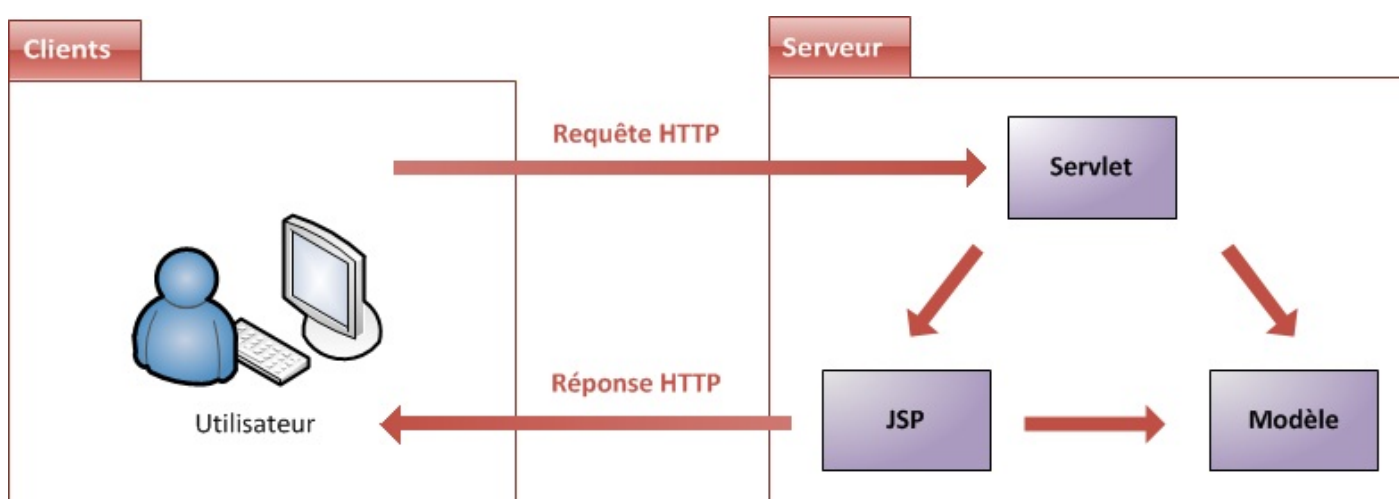 Clients
Serveur
Requête HTTP
Servlet
Réponse HTTP
Utilisateur
JSP
Modèle